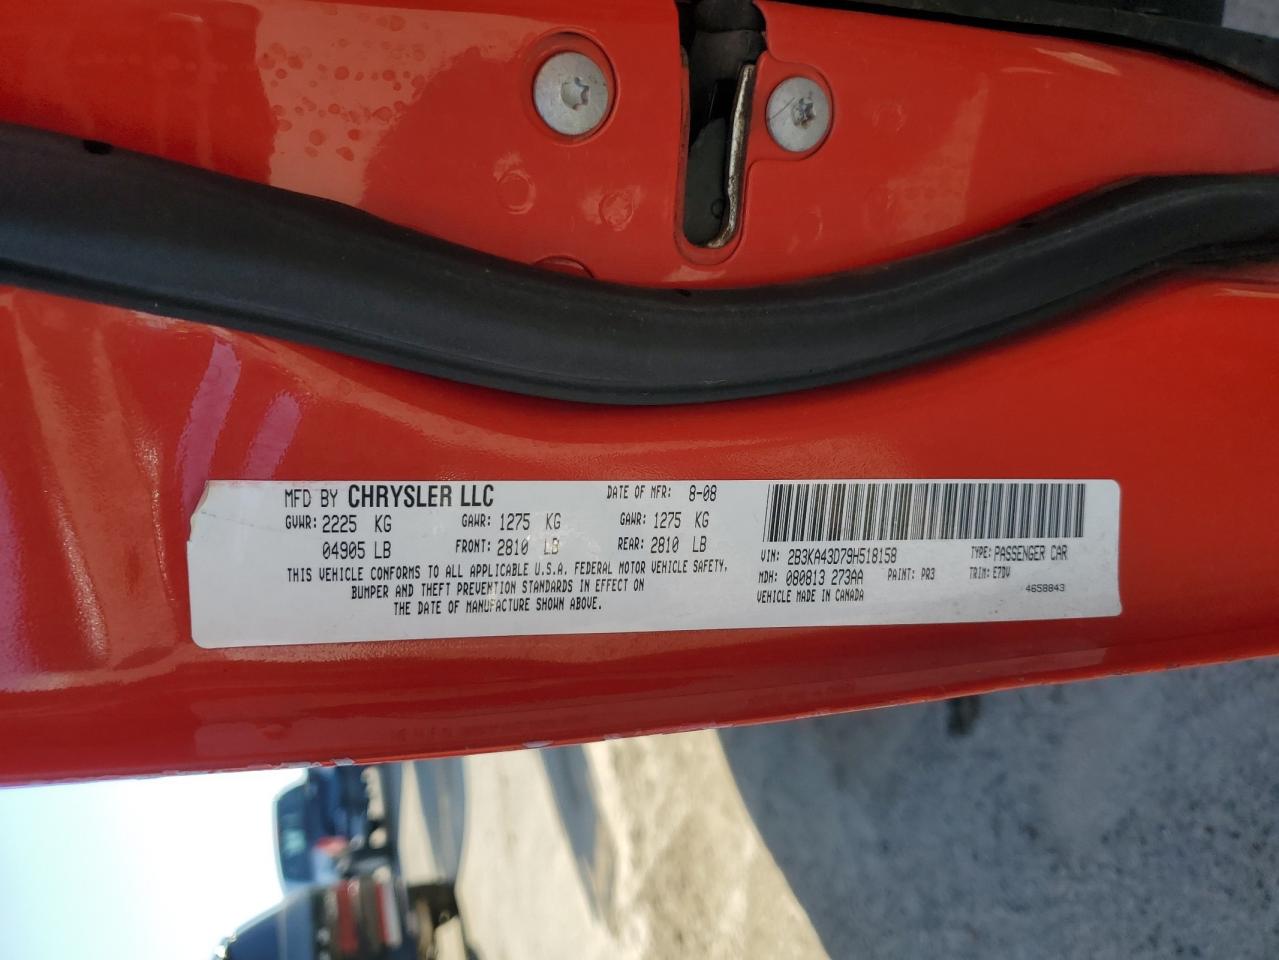 MFD BY CHRYSLER LLC DATE OF MFR: 8-08
GVWR: 2225 KG GAWR: 1275 KG GAWR: 1275 KG
04905 LB FRONT: 2810 LB REAR: 2810 LB
THIS VEHICLE CONFORMS TO ALL APPLICABLE U.S.A. FEDERAL MOTOR VEHICLE SAFETY,
BUMPER AND THEFT PREVENTION STANDARDS IN EFFECT ON
THE DATE OF MANUFACTURE SHOWN ABOVE.
VIN: 2B3KA43D79H518158 TYPE: PASSENGER CAR
MDH: 080813 273AA PAINT: PR3 TRIM: E7DV
VEHICLE MADE IN CANADA 4658843